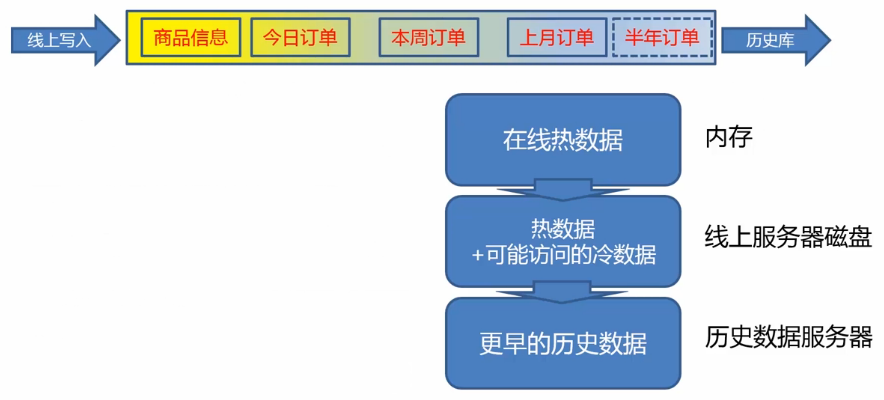 线上写入
商品信息
今日订单
本周订单
上月订单
半年订单
历史库
在线热数据
内存
热数据
+可能访问的冷数据
线上服务器磁盘
更早的历史数据
历史数据服务器